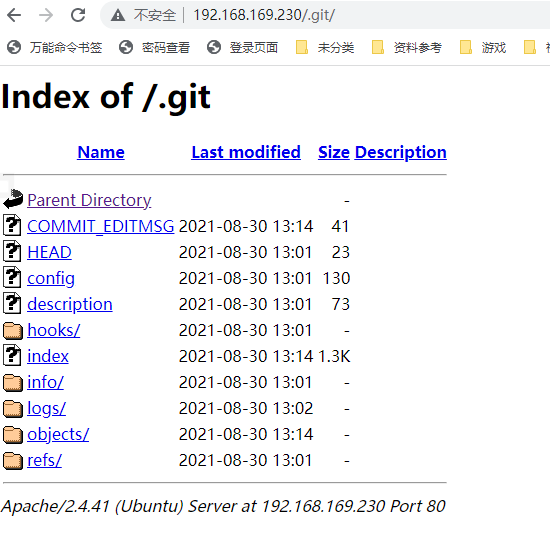 不安全 | 192.168.169.230/.git/
万能命令书签 密码查看 登录页面 未分类 资料参考 游戏
Index of /.git
Name Last modified Size Description
Parent Directory -
COMMIT_EDITMSG 2021-08-30 13:14 41
HEAD 2021-08-30 13:01 23
config 2021-08-30 13:01 130
description 2021-08-30 13:01 73
hooks/ 2021-08-30 13:01 -
index 2021-08-30 13:14 1.3K
info/ 2021-08-30 13:01 -
logs/ 2021-08-30 13:02 -
objects/ 2021-08-30 13:14 -
refs/ 2021-08-30 13:01 -
Apache/2.4.41 (Ubuntu) Server at 192.168.169.230 Port 80